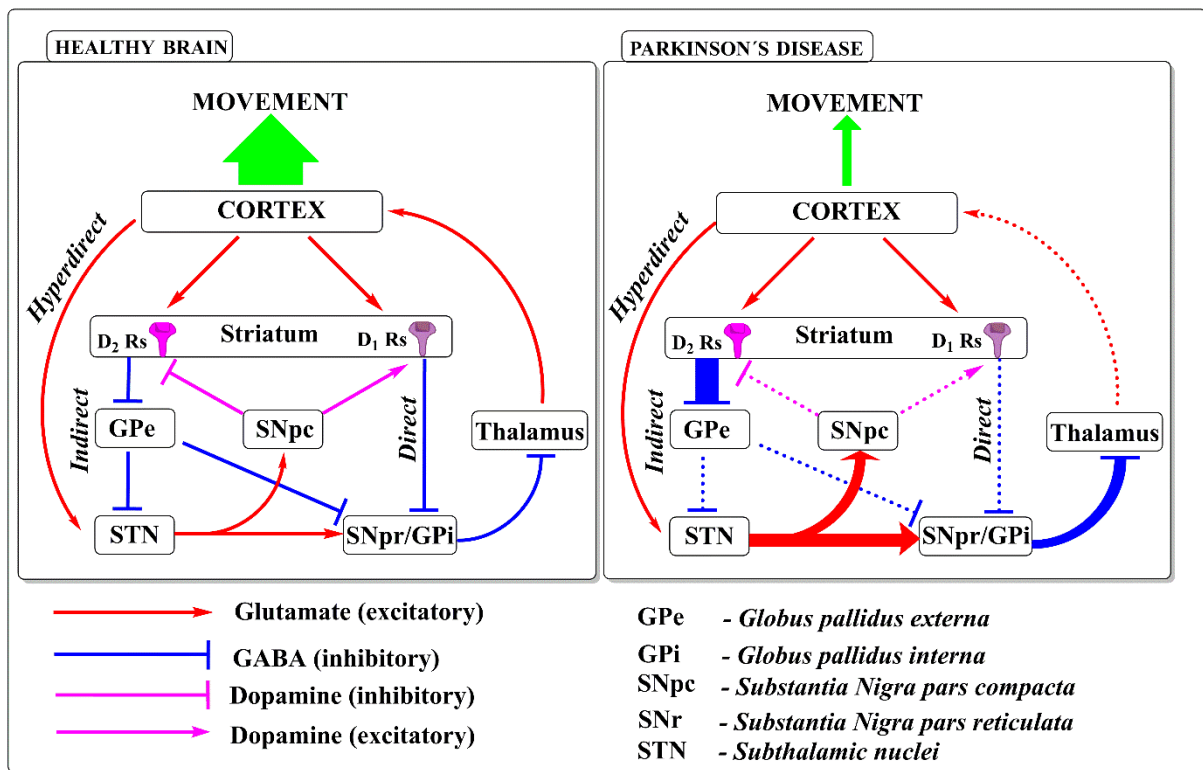 HEALTHY BRAIN
MOVEMENT
CORTEX
Hyperdirect
D2 Rs
Striatum
D1 Rs
Indirect
GPe
SNpc
Direct
Thalamus
STN
SNpr/GPi
PARKINSON´S DISEASE
MOVEMENT
CORTEX
Hyperdirect
D2 Rs
Striatum
D1 Rs
Indirect
GPe
SNpc
Direct
Thalamus
STN
SNpr/GPi
Glutamate (excitatory)
GABA (inhibitory)
Dopamine (inhibitory)
Dopamine (excitatory)
GPe - Globus pallidus externa
GPi - Globus pallidus interna
SNpc - Substantia Nigra pars compacta
SNr - Substantia Nigra pars reticulata
STN - Subthalamic nuclei